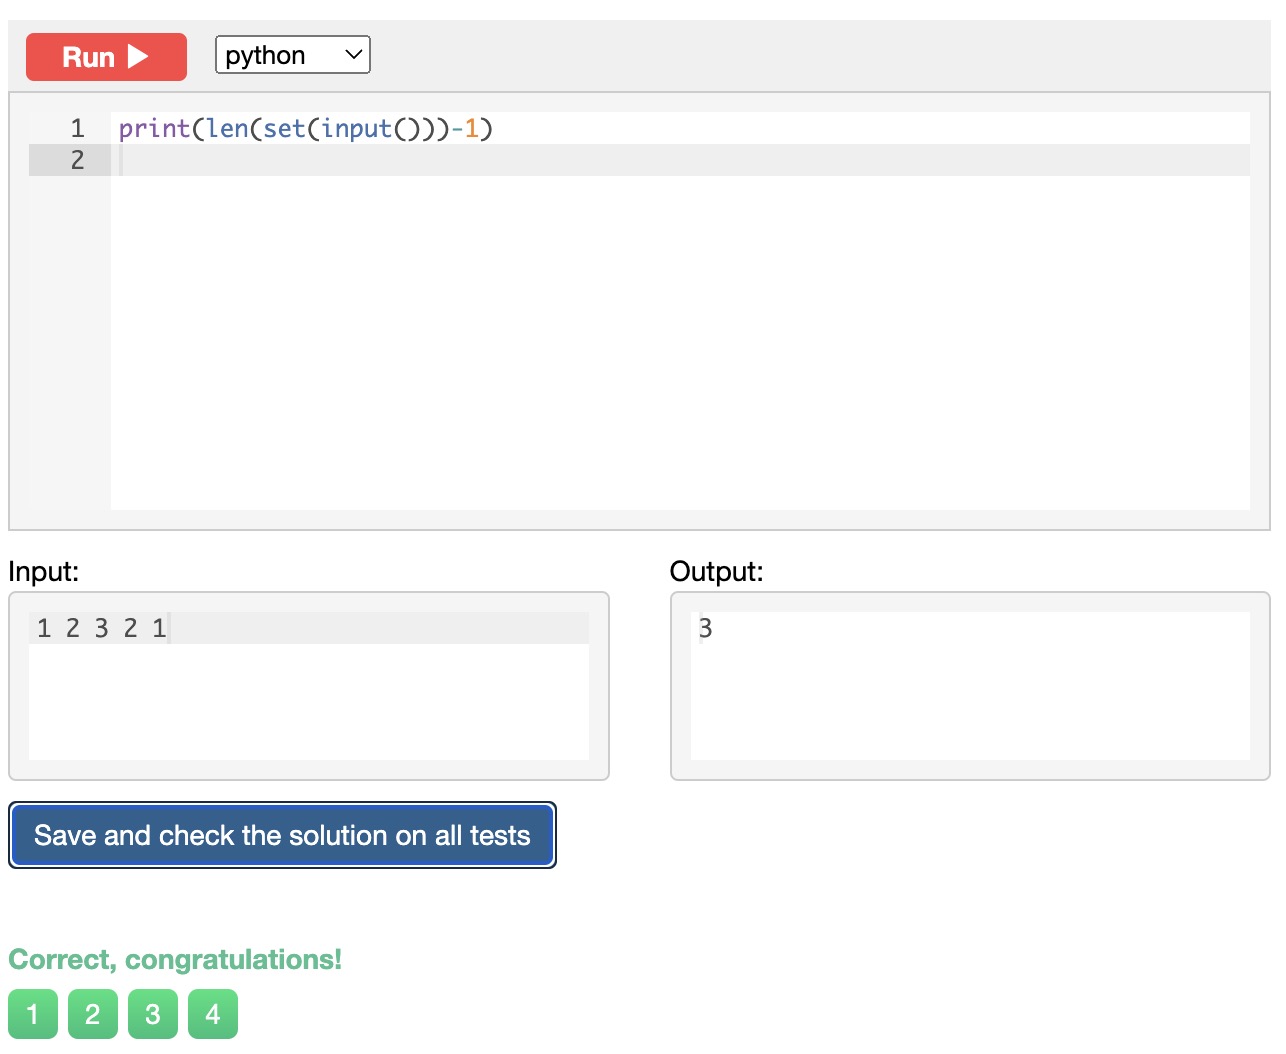 Run python
1 print(len(set(input()))-1)
2
Input: Output:
1 2 3 2 1 3
Save and check the solution on all tests
Correct, congratulations!
1 2 3 4